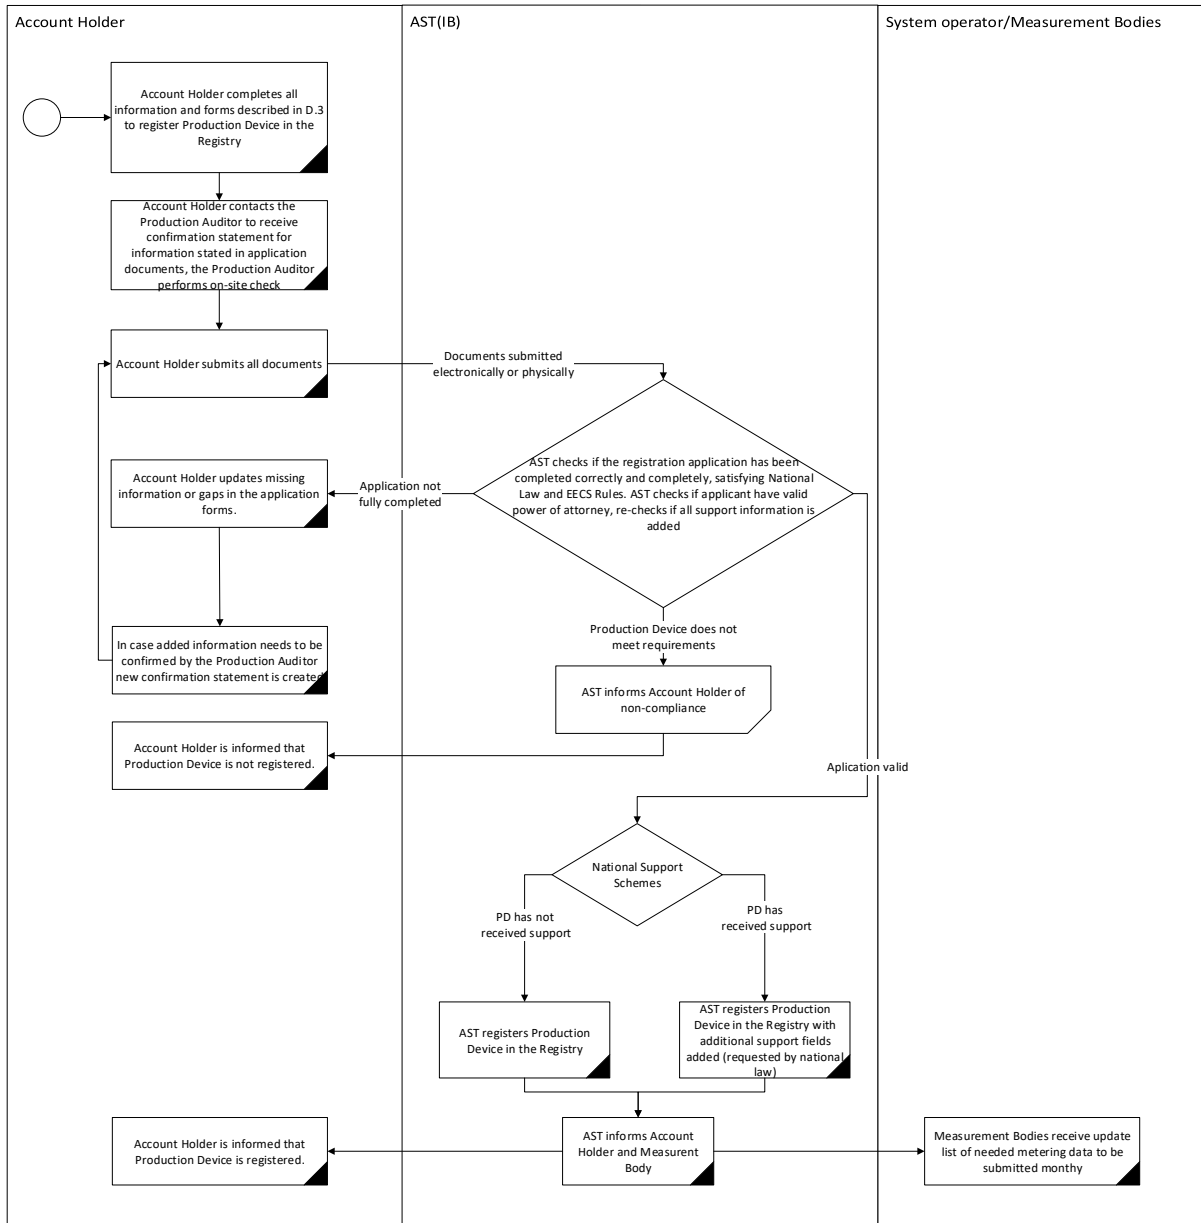 Account Holder
AST(IB)
System operator/Measurement Bodies
Account Holder completes all
information and forms described in D.3
to register Production Device in the
Registry
Account Holder contacts the
Production Auditor to receive
confirmation statement for
information stated in application
documents, the Production Auditor
performs on-site check
Account Holder submits all documents
Documents submitted
electronically or physically
AST checks if the registration application has been
completed correctly and completely, satisfying National
Law and EECS Rules. AST checks if applicant have valid
power of attorney, re-checks if all support information is
added
Application not
fully completed
Account Holder updates missing
information or gaps in the application
forms.
In case added information needs to be
confirmed by the Production Auditor
new confirmation statement is created
Production Device does not
meet requirements
AST informs Account Holder of
non-compliance
Account Holder is informed that
Production Device is not registered.
Aplication valid
National Support
Schemes
PD has not
received support
PD has
received support
AST registers Production
Device in the Registry
AST registers Production
Device in the Registry with
additional support fields
added (requested by national
law)
Account Holder is informed that
Production Device is registered.
AST informs Account
Holder and Measurent
Body
Measurement Bodies receive update
list of needed metering data to be
submitted monthy